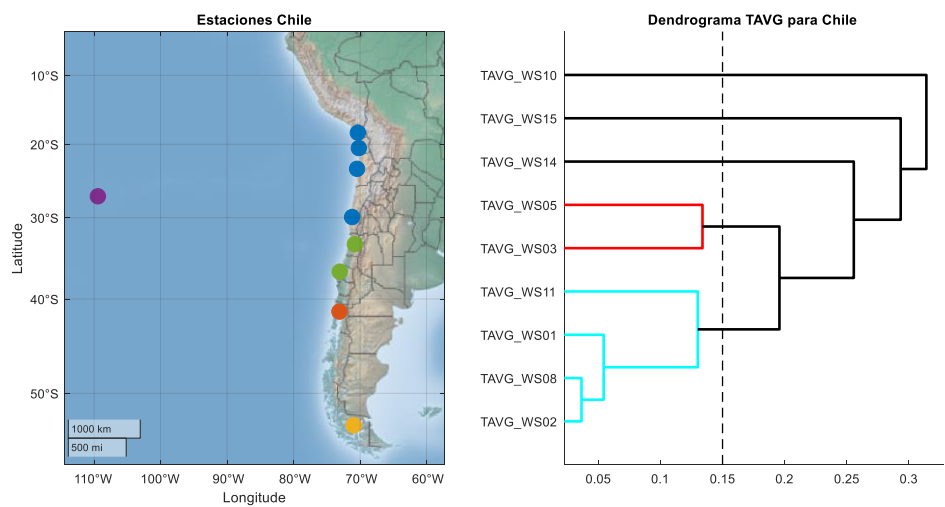 Estaciones Chile
10°S
20°S
30°S
40°S
50°S
Latitude
1000 km
500 mi
110°W 100°W 90°W 80°W 70°W 60°W
Longitude
Dendrograma TAVG para Chile
TAVG_WS10
TAVG_WS15
TAVG_WS14
TAVG_WS05
TAVG_WS03
TAVG_WS11
TAVG_WS01
TAVG_WS08
TAVG_WS02
0.05 0.1 0.15 0.2 0.25 0.3